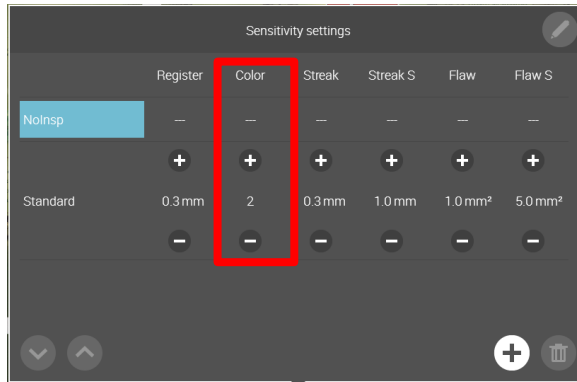 Sensitivity settings
Register Color Streak Streak S Flaw Flaw S
NoInsp --- --- --- --- --- ---
Standard 0.3 mm 2 0.3 mm 1.0 mm 1.0 mm² 5.0 mm²